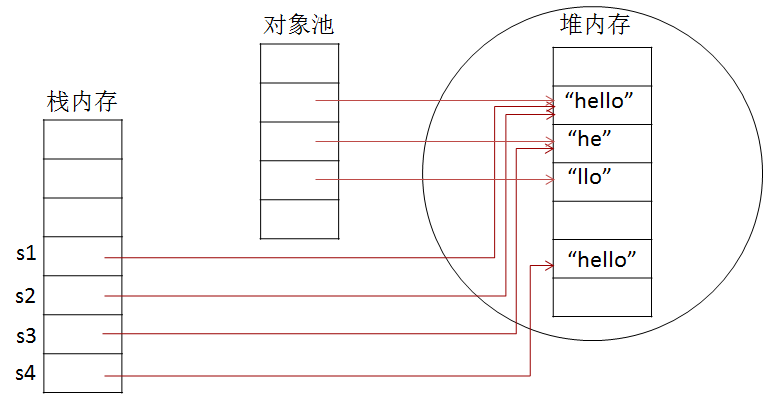 对象池
堆内存
栈内存
“hello”
“he”
“llo”
s1
“hello”
s2
s3
s4